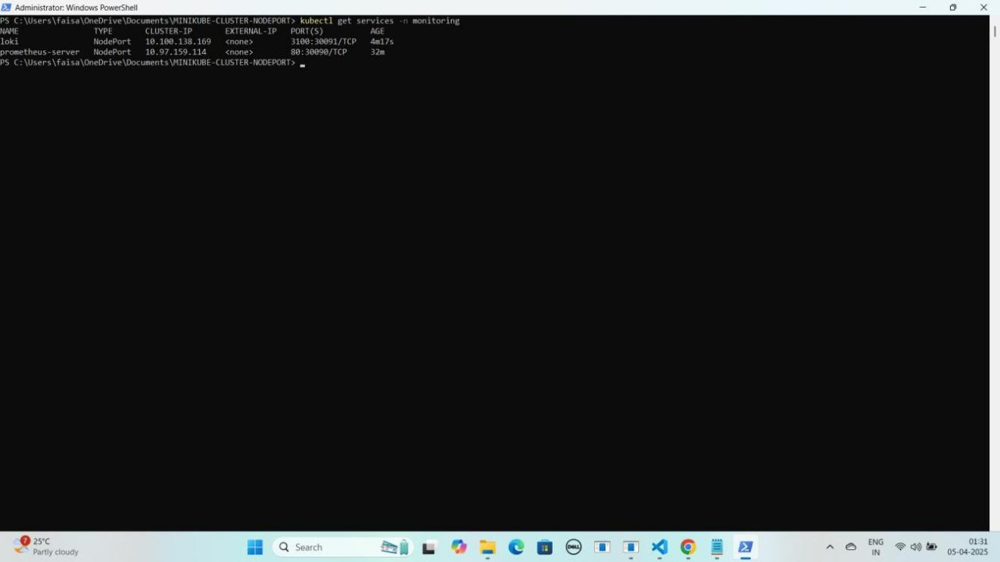 Administrator: Windows PowerShell
PS C:\Users\faisa\OneDrive\Documents\MINIKUBE-CLUSTER-NODEPORT> kubectl get services -n monitoring
NAME TYPE CLUSTER-IP EXTERNAL-IP PORT(S) AGE
loki NodePort 10.100.138.169 <none> 3100:30091/TCP 4m17s
prometheus-server NodePort 10.97.159.114 <none> 80:30090/TCP 32m
PS C:\Users\faisa\OneDrive\Documents\MINIKUBE-CLUSTER-NODEPORT>
7
25°C
Partly cloudy
Search
DELL
ENG
IN
01:31
05-04-2025